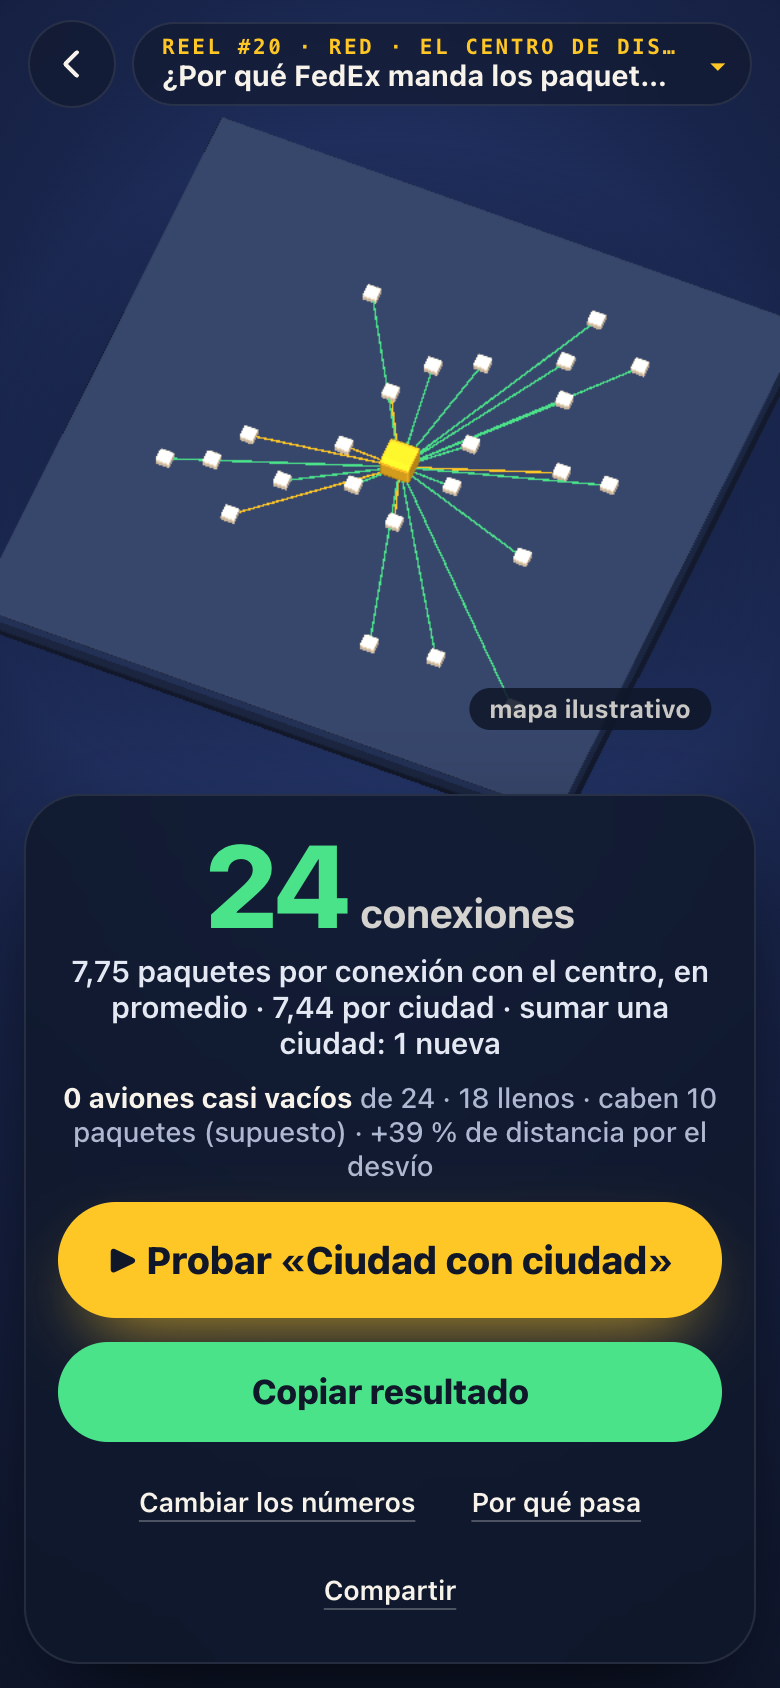 REEL #20 · RED · EL CENTRO DE DIS…
¿Por qué FedEx manda los paquet...
mapa ilustrativo
24 conexiones
7,75 paquetes por conexión con el centro, en
promedio · 7,44 por ciudad · sumar una
ciudad: 1 nueva
0 aviones casi vacíos de 24 · 18 llenos · caben 10
paquetes (supuesto) · +39 % de distancia por el
desvío
Probar «Ciudad con ciudad»
Copiar resultado
Cambiar los números
Por qué pasa
Compartir